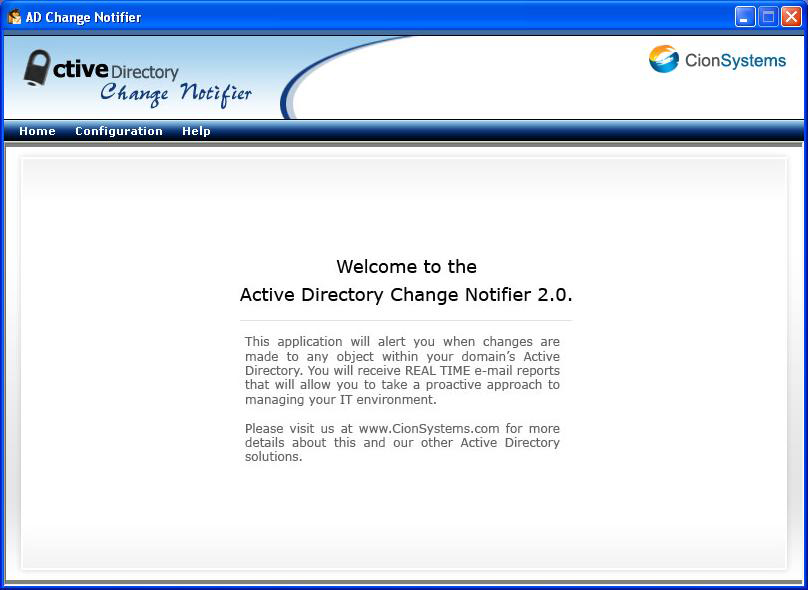 AD Change Notifier
ctive Directory
Change Notifier
CionSystems
Home Configuration Help
Welcome to the
Active Directory Change Notifier 2.0.
This application will alert you when changes are
made to any object within your domain's Active
Directory. You will receive REAL TIME e-mail reports
that will allow you to take a proactive approach to
managing your IT environment.
Please visit us at www.CionSystems.com for more
details about this and our other Active Directory
solutions.